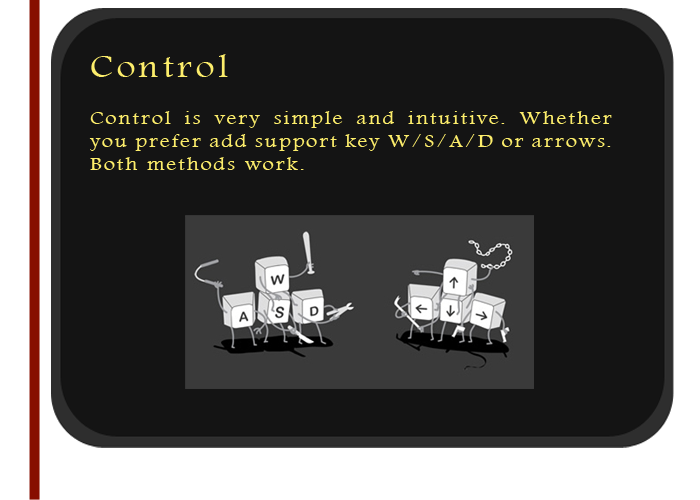 Control
Control is very simple and intuitive. Whether
you prefer add support key W/S/A/D or arrows.
Both methods work.
W
A S D
↑
← ↓ →